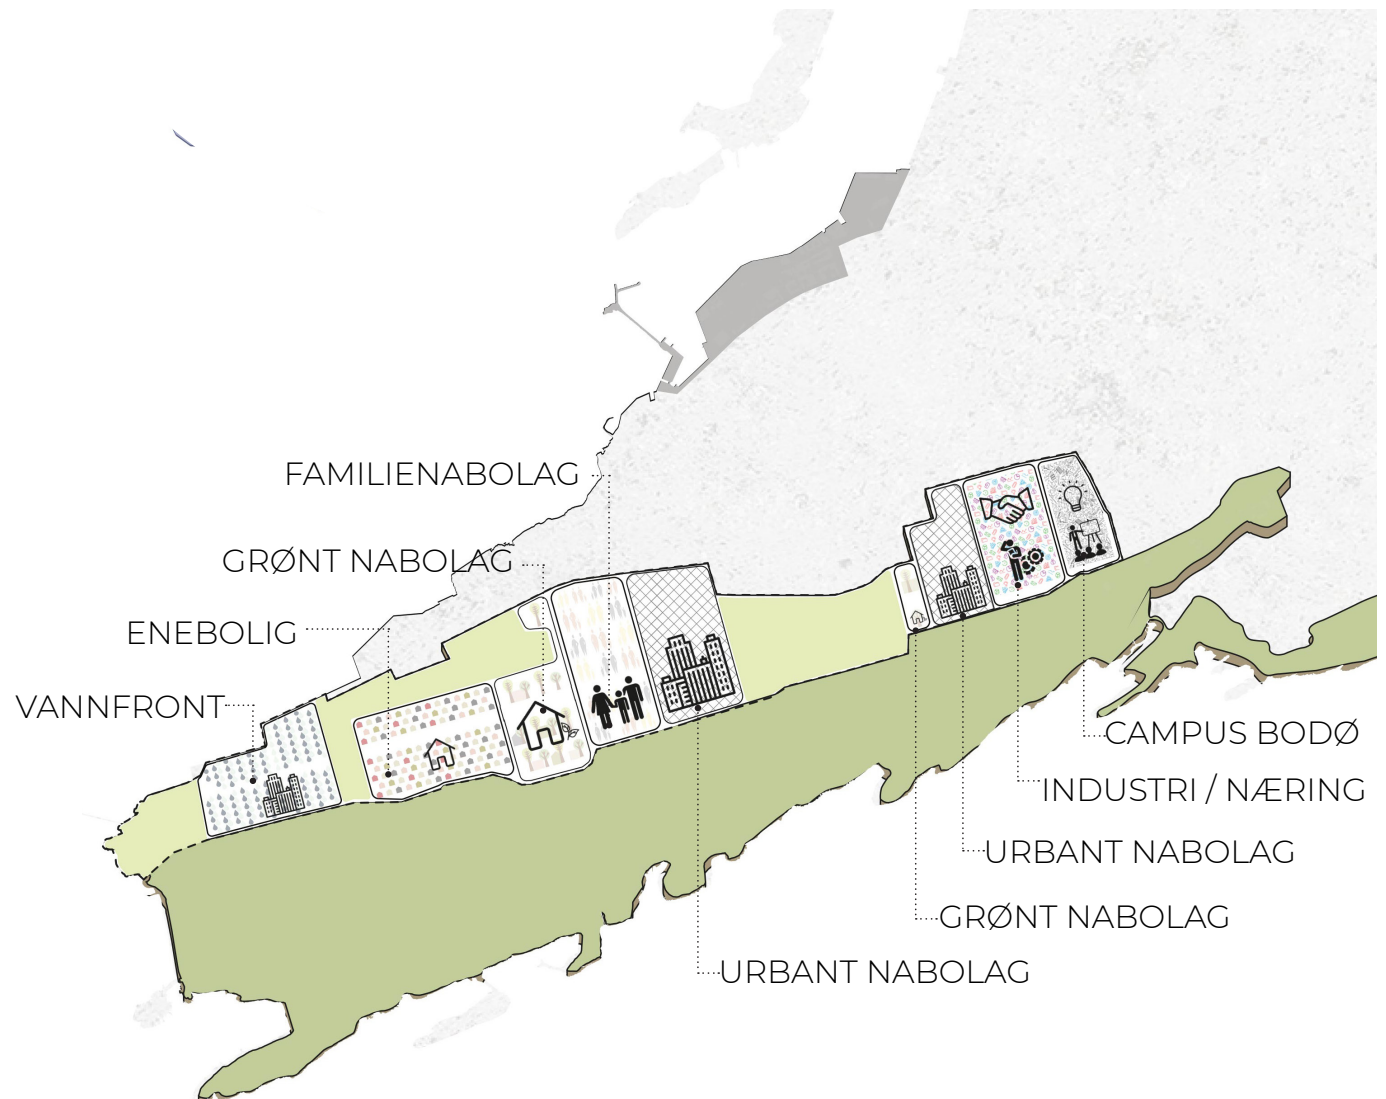 FAMILIENABOLAG
GRØNT NABOLAG
ENEBOLIG
VANNFRONT
CAMPUS BODØ
INDUSTRI / NÆRING
URBANT NABOLAG
GRØNT NABOLAG
URBANT NABOLAG